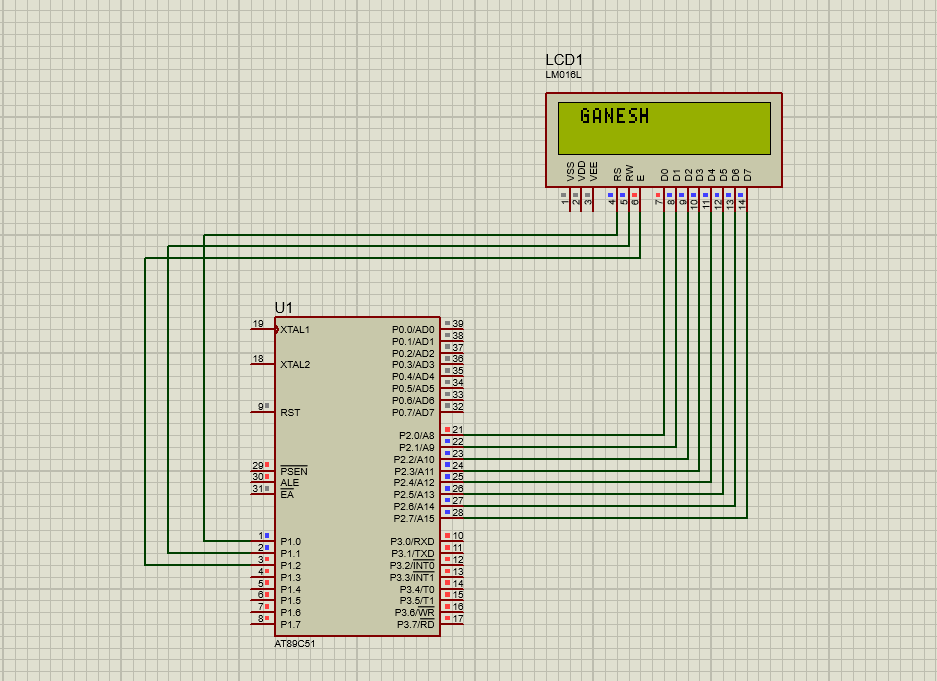 LCD1
LM016L
GANESH
VSS VDD VEE RS RW E D0 D1 D2 D3 D4 D5 D6 D7
1 2 3 4 5 6 7 8 9 10 11 12 13 14
U1
19 XTAL1 P0.0/AD0 39
P0.1/AD1 38
P0.2/AD2 37
18 XTAL2 P0.3/AD3 36
P0.4/AD4 35
P0.5/AD5 34
P0.6/AD6 33
9 RST P0.7/AD7 32
P2.0/A8 21
P2.1/A9 22
P2.2/A10 23
29 PSEN P2.3/A11 24
30 ALE P2.4/A12 25
31 EA P2.5/A13 26
P2.6/A14 27
P2.7/A15 28
1 P1.0 P3.0/RXD 10
2 P1.1 P3.1/TXD 11
3 P1.2 P3.2/INT0 12
4 P1.3 P3.3/INT1 13
5 P1.4 P3.4/T0 14
6 P1.5 P3.5/T1 15
7 P1.6 P3.6/WR 16
8 P1.7 P3.7/RD 17
AT89C51